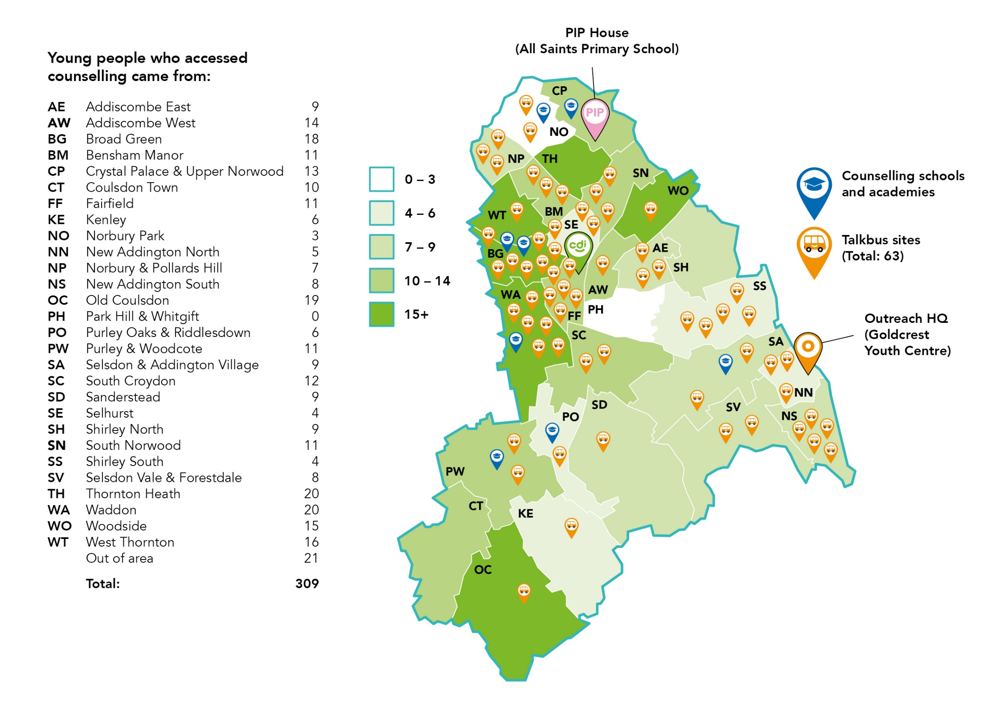 Young people who accessed
counselling came from:
AE Addiscombe East 9
AW Addiscombe West 14
BG Broad Green 18
BM Bensham Manor 11
CP Crystal Palace & Upper Norwood 13
CT Coulsdon Town 10
FF Fairfield 11
KE Kenley 6
NO Norbury Park 3
NN New Addington North 5
NP Norbury & Pollards Hill 7
NS New Addington South 8
OC Old Coulsdon 19
PH Park Hill & Whitgift 0
PO Purley Oaks & Riddlesdown 6
PW Purley & Woodcote 11
SA Selsdon & Addington Village 9
SC South Croydon 12
SD Sanderstead 9
SE Selhurst 4
SH Shirley North 9
SN South Norwood 11
SS Shirley South 4
SV Selsdon Vale & Forestdale 8
TH Thornton Heath 20
WA Waddon 20
WO Woodside 15
WT West Thornton 16
Out of area 21
Total: 309
0 – 3
4 – 6
7 – 9
10 – 14
15+
PIP House
(All Saints Primary School)
CP
PIP
NO
NP
TH
SN
WO
WT
BM
SE
cdi
BG
AE
SH
WA
AW
SS
PH
FF
SC
SA
NN
SD
SV
PO
NS
PW
CT
KE
OC
Counselling schools
and academies
Talkbus sites
(Total: 63)
Outreach HQ
(Goldcrest
Youth Centre)